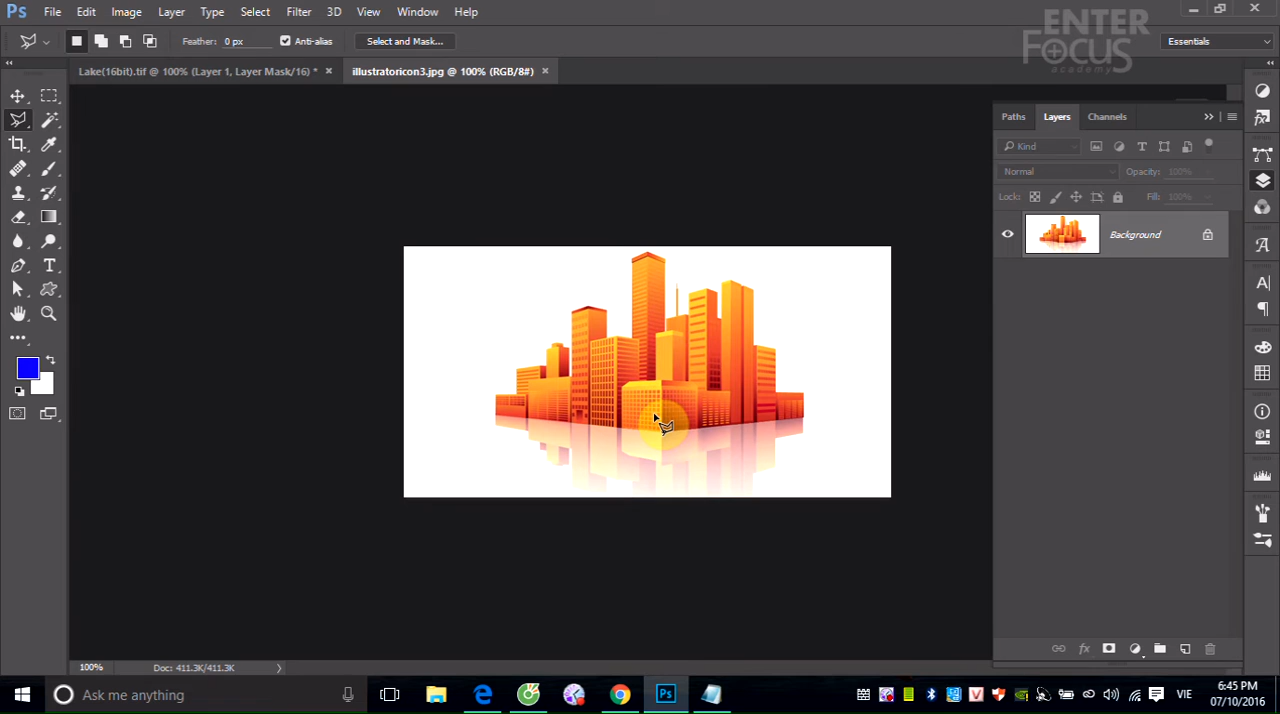 Ps File Edit Image Layer Type Select Filter 3D View Window Help
ENTER
FOCUS
academy
Feather: 0 px Anti-alias Select and Mask... Essentials
Lake(16bit).tif @ 100% (Layer 1, Layer Mask/16) * × illustratoricon3.jpg @ 100% (RGB/8#) ×
Paths Layers Channels
Kind
Normal Opacity: 100%
Lock: Fill: 100%
Background
100% Doc: 411.3K/411.3K
Ask me anything
VIE
6:45 PM
07/10/2016